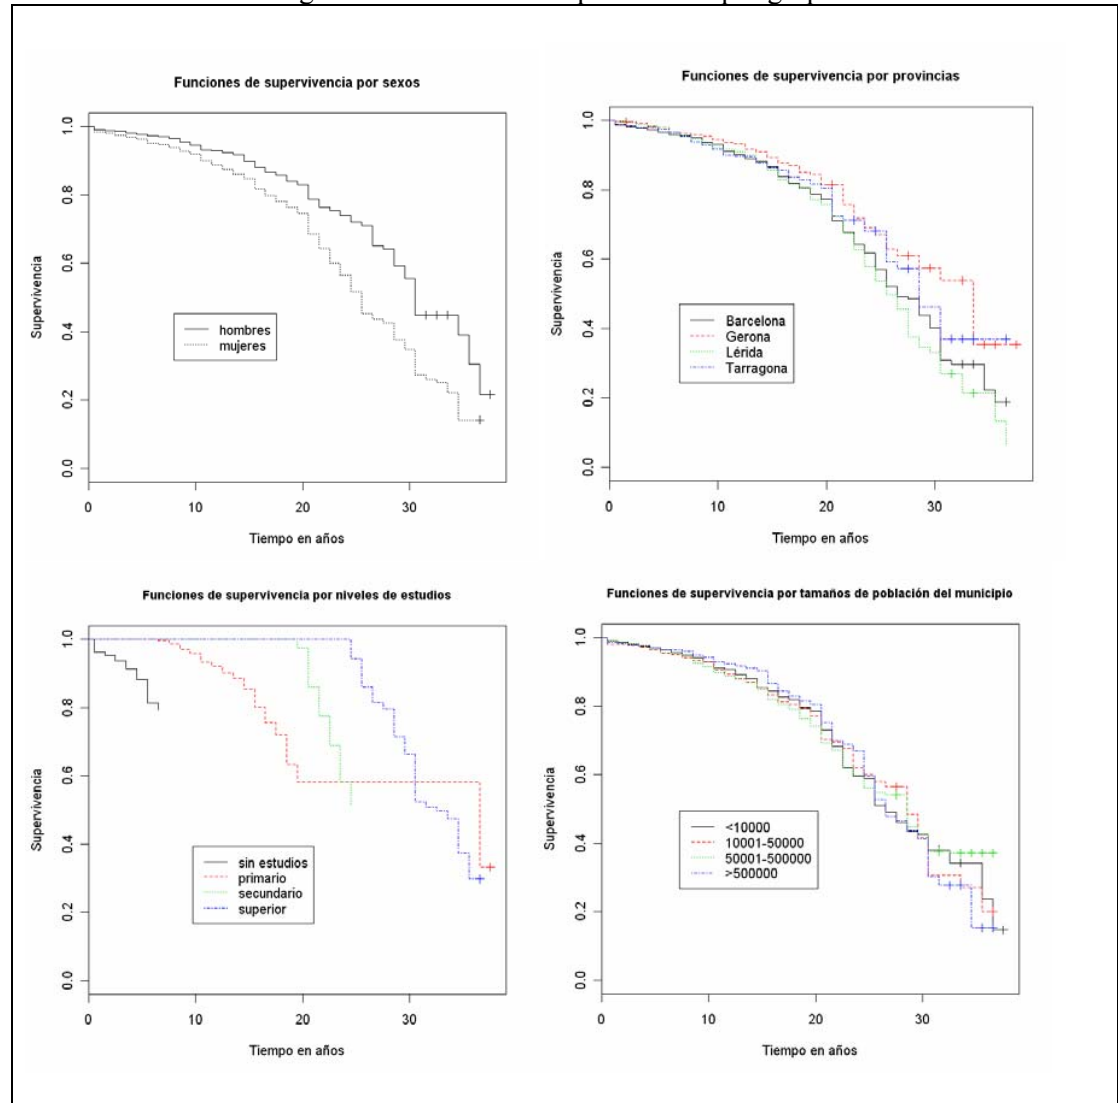 Funciones de supervivencia por sexos
Supervivencia
1.0
0.8
0.6
0.4
0.2
0.0
hombres
mujeres
0 10 20 30
Tiempo en años
Funciones de supervivencia por provincias
Supervivencia
1.0
0.8
0.6
0.4
0.2
0.0
Barcelona
Gerona
Lérida
Tarragona
0 10 20 30
Tiempo en años
Funciones de supervivencia por niveles de estudios
Supervivencia
1.0
0.8
0.6
0.4
0.2
0.0
sin estudios
primario
secundario
superior
0 10 20 30
Tiempo en años
Funciones de supervivencia por tamaños de población del municipio
Supervivencia
1.0
0.8
0.6
0.4
0.2
0.0
<10000
10001-50000
50001-500000
>500000
0 10 20 30
Tiempo en años